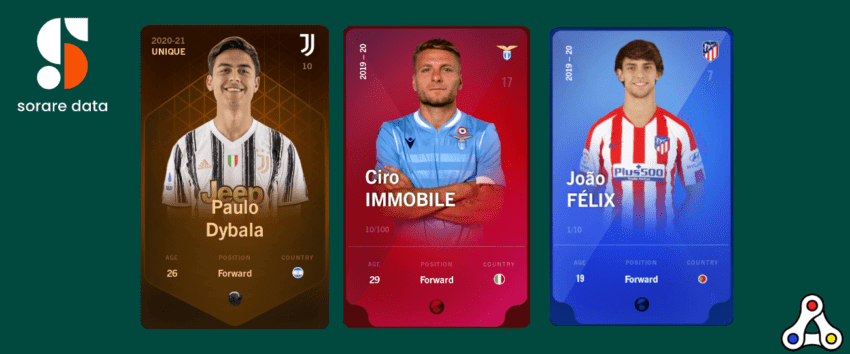 sorare data
2020-21
UNIQUE
10
Jeep
Paulo
Dybala
AGE
POSITION
COUNTRY
26
Forward
2019 - 20
17
Ciro
IMMOBILE
10/100
AGE
POSITION
COUNTRY
29
Forward
2019 - 20
7
Plus500
João
FÉLIX
1/10
AGE
POSITION
COUNTRY
19
Forward